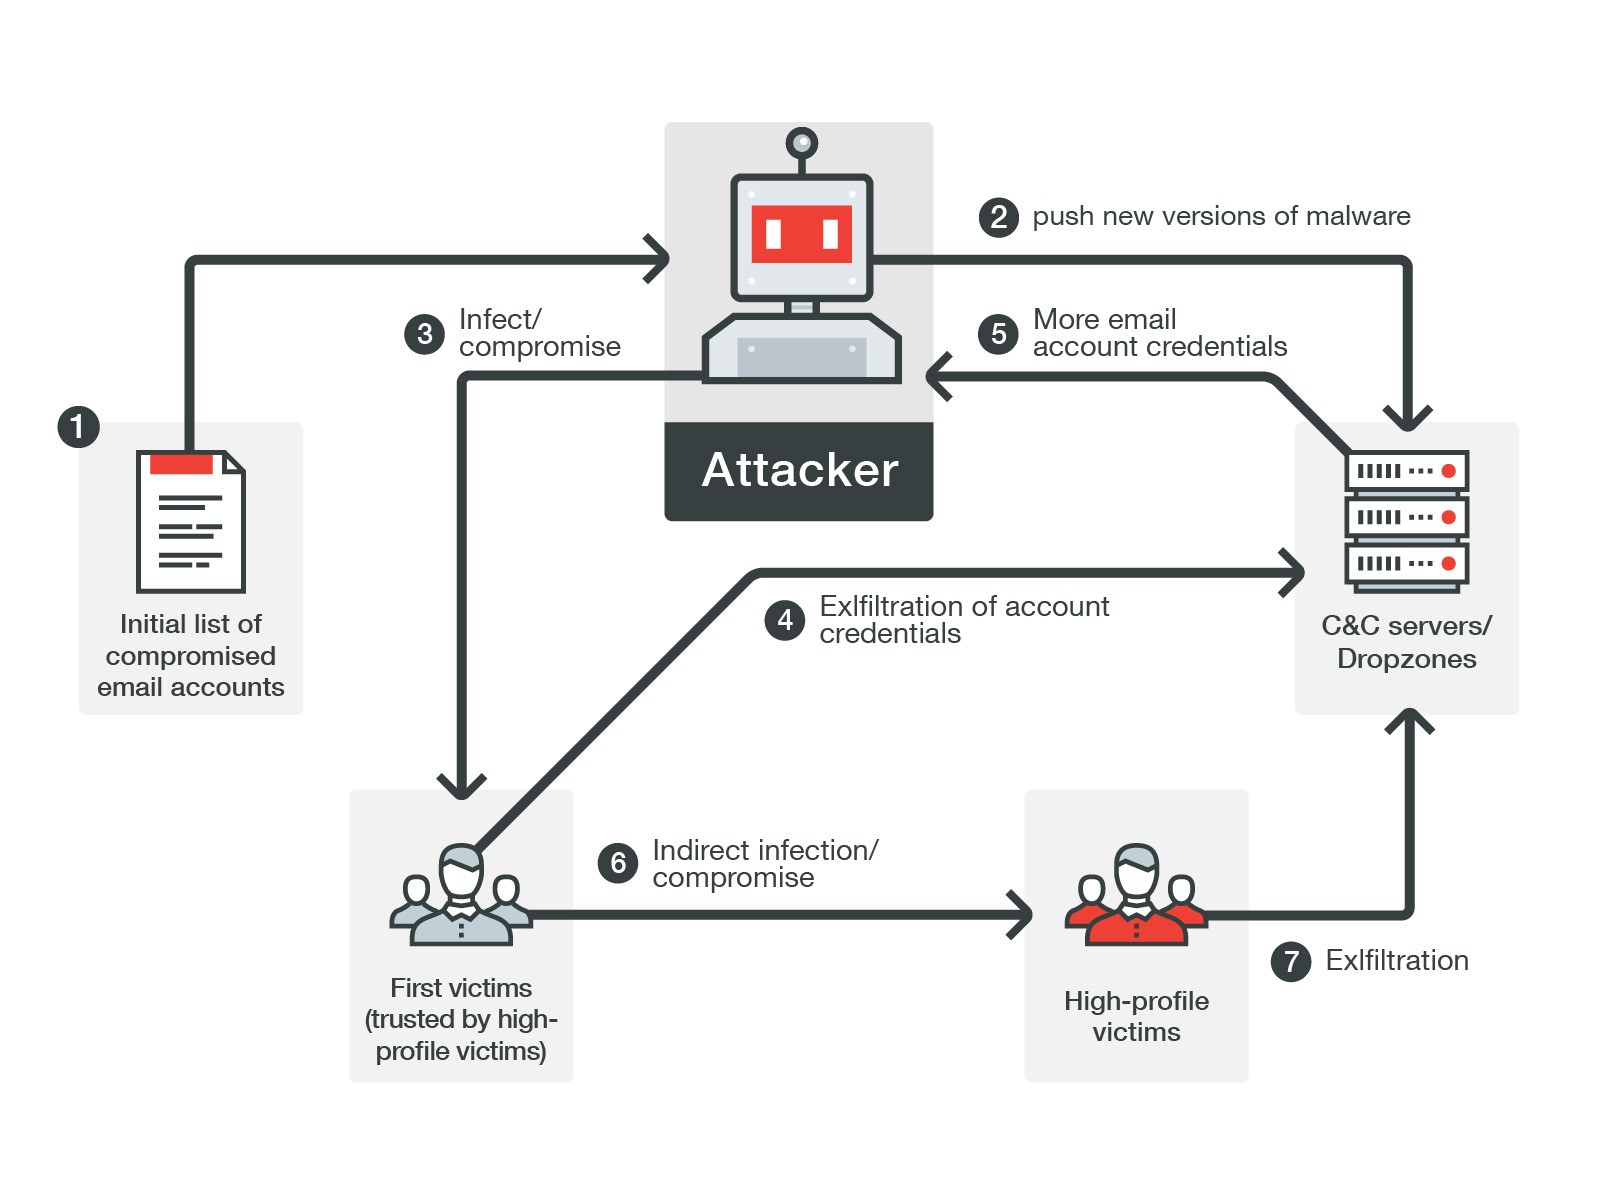 1
Initial list of
compromised
email accounts
Attacker
2 push new versions of malware
3 Infect/
compromise
5 More email
account credentials
4 Exlfiltration of account
credentials
C&C servers/
Dropzones
6 Indirect infection/
compromise
First victims
(trusted by high-
profile victims)
High-profile
victims
7 Exlfiltration